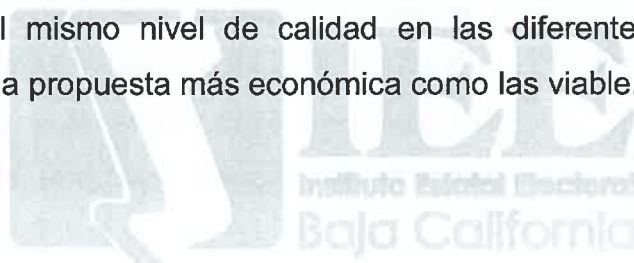 l mismo nivel de calidad en las diferente
a propuesta más económica como las viable.
IEE
Instituto Estatal Electoral
Baja California